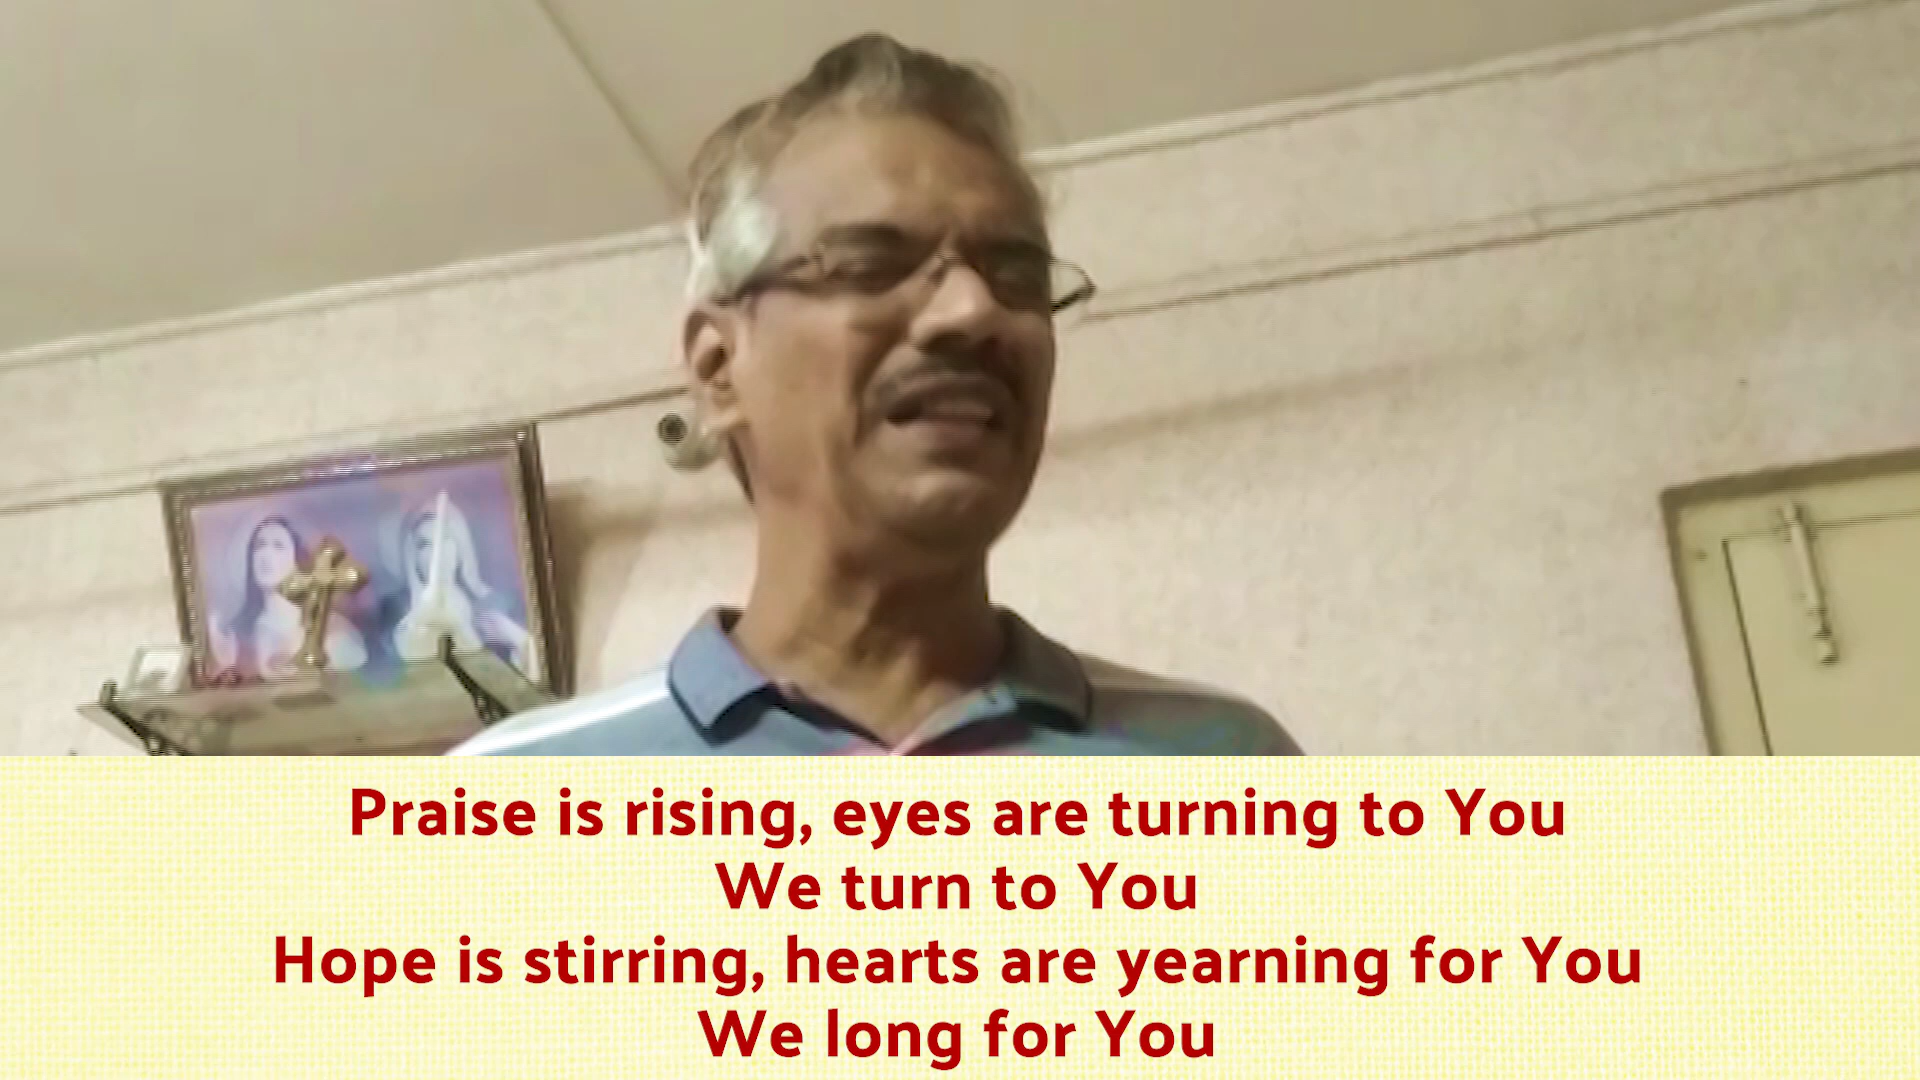 Praise is rising, eyes are turning to You
We turn to You
Hope is stirring, hearts are yearning for You
We long for You